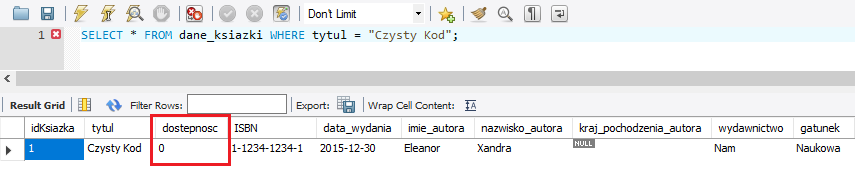 Don't Limit
1 SELECT * FROM dane_ksiazki WHERE tytul = "Czysty Kod";
Result Grid Filter Rows: Export: Wrap Cell Content:
idKsiazka tytul dostepnosc ISBN data_wydania imie_autora nazwisko_autora kraj_pochodzenia_autora wydawnictwo gatunek
1 Czysty Kod 0 1-1234-1234-1 2015-12-30 Eleanor Xandra NULL Nam Naukowa